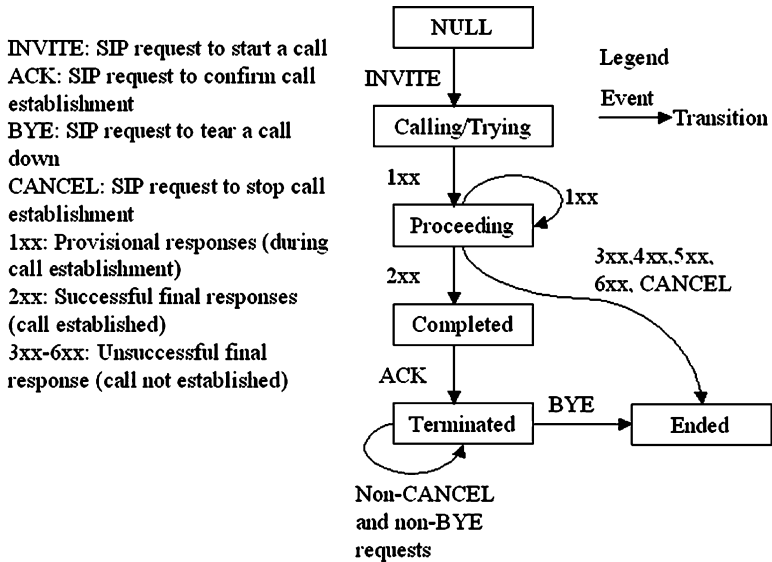 INVITE: SIP request to start a call
ACK: SIP request to confirm call
establishment
BYE: SIP request to tear a call
down
CANCEL: SIP request to stop call
establishment
1xx: Provisional responses (during
call establishment)
2xx: Successful final responses
(call established)
3xx-6xx: Unsuccessful final
response (call not established)
NULL
INVITE
Calling/Trying
1xx
1xx
Proceeding
2xx
3xx,4xx,5xx,
6xx, CANCEL
Completed
ACK
Terminated
BYE
Ended
Non-CANCEL
and non-BYE
requests
Legend
Event
Transition